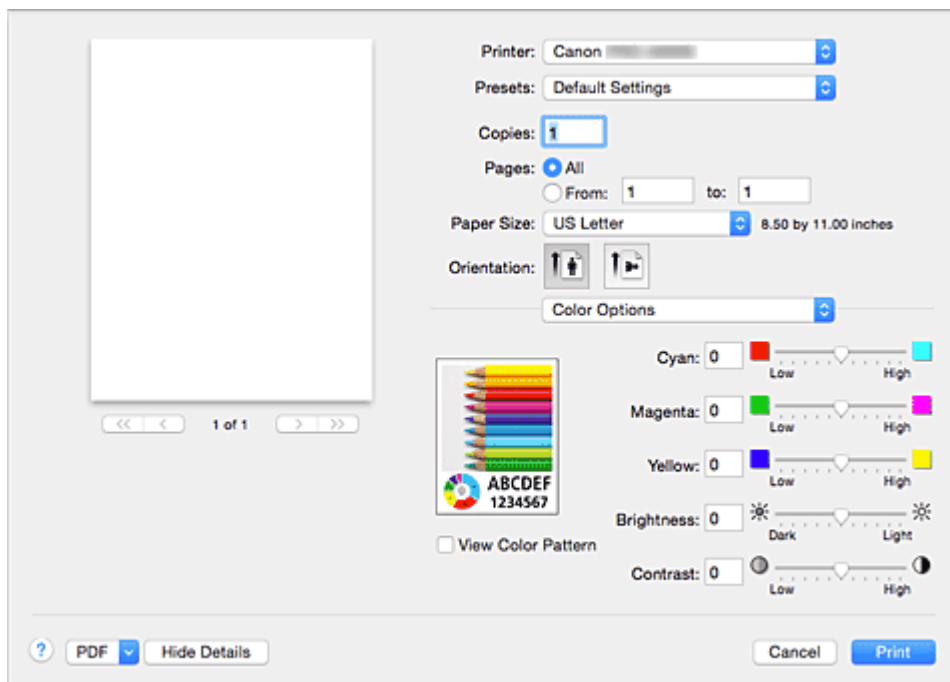 Printer: Canon
Presets: Default Settings
Copies: 1
Pages: All
From: 1 to: 1
Paper Size: US Letter 8.50 by 11.00 inches
Orientation:
Color Options
1 of 1
Cyan: 0
Low High
Magenta: 0
Low High
Yellow: 0
Low High
ABCDEF
1234567
Brightness: 0
Dark Light
View Color Pattern
Contrast: 0
Low High
? PDF Hide Details Cancel Print